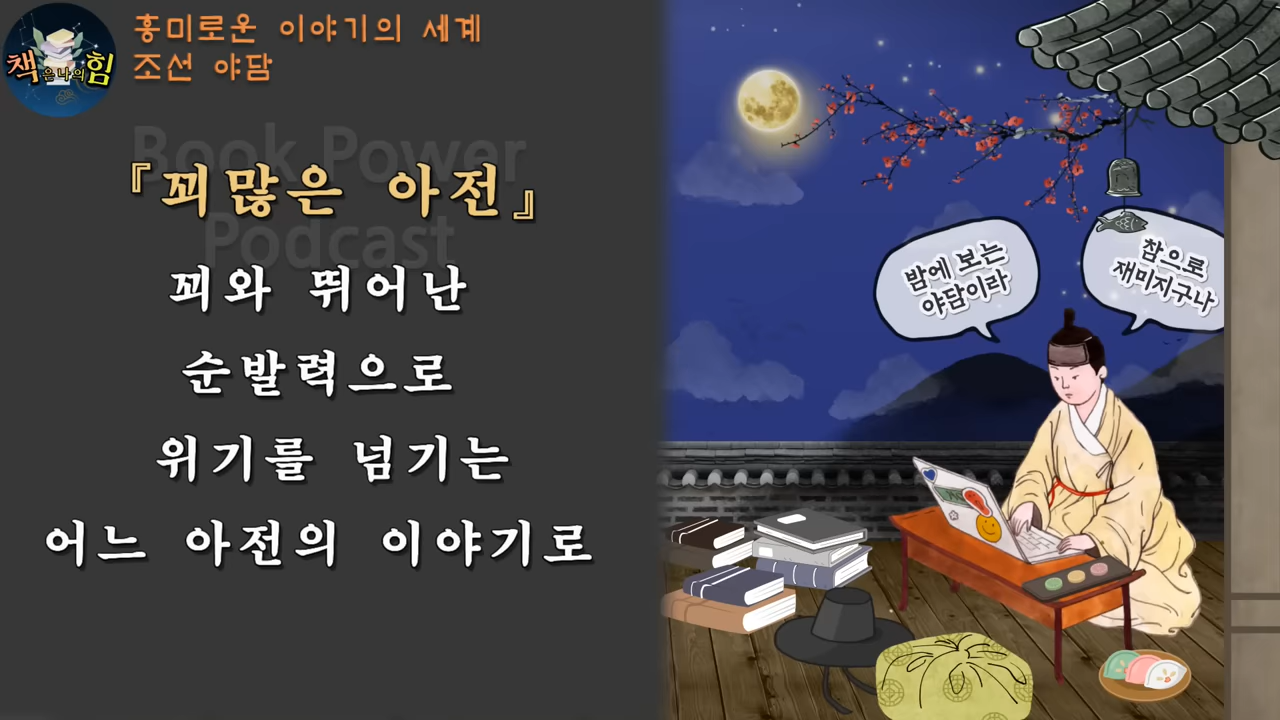 책은나의힘
흥미로운 이야기의 세계
조선 야담
Book Power
Podcast
『꾀많은 아전』
꾀와 뛰어난
순발력으로
위기를 넘기는
어느 아전의 이야기로
밤에 보는
야담이라
참으로
재미지구나